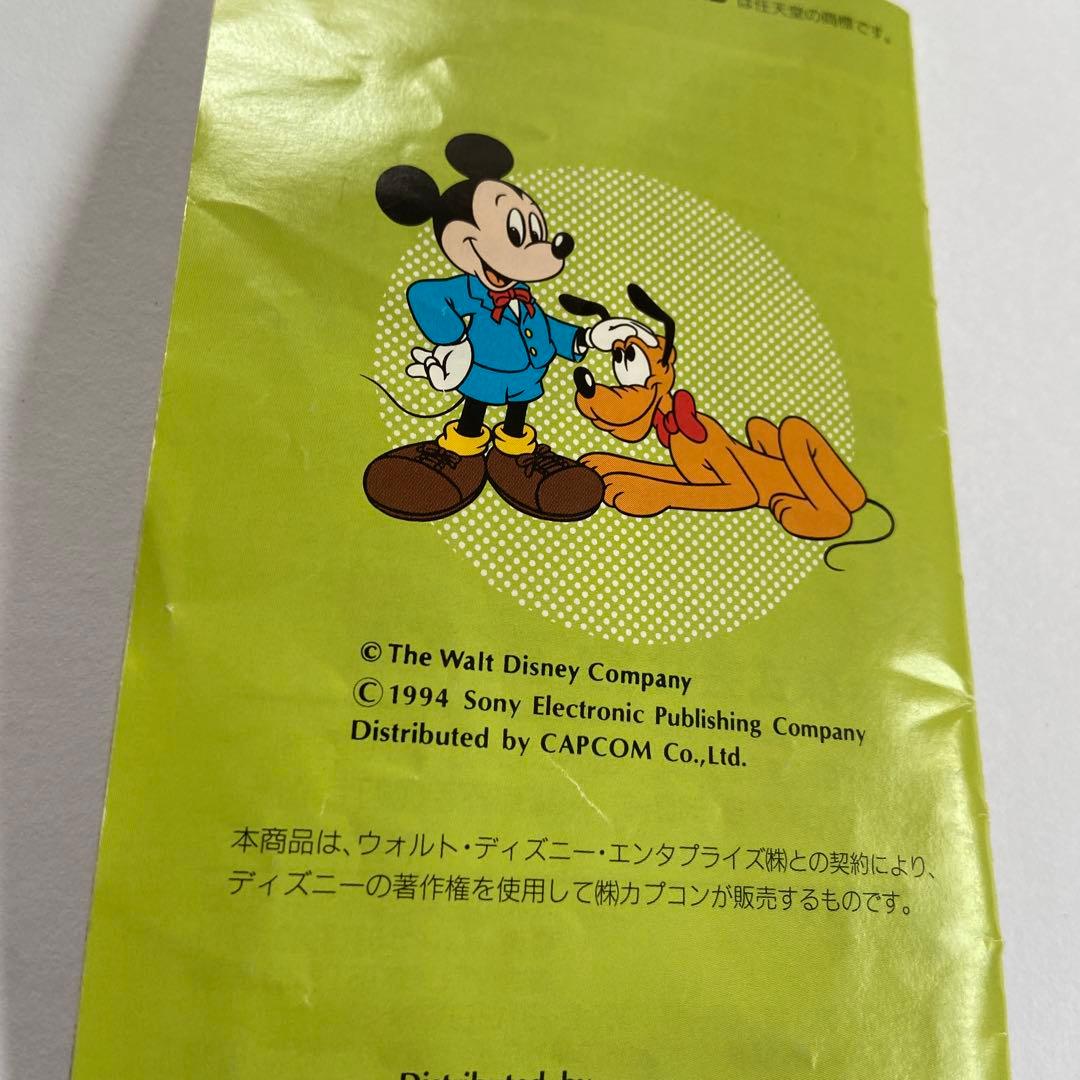 は任天堂の商標です。
© The Walt Disney Company
© 1994 Sony Electronic Publishing Company
Distributed by CAPCOM Co.,Ltd.
本商品は、ウォルト・ディズニー・エンタプライズ㈱との契約により、
ディズニーの著作権を使用して㈱カプコンが販売するものです。
Distributed by